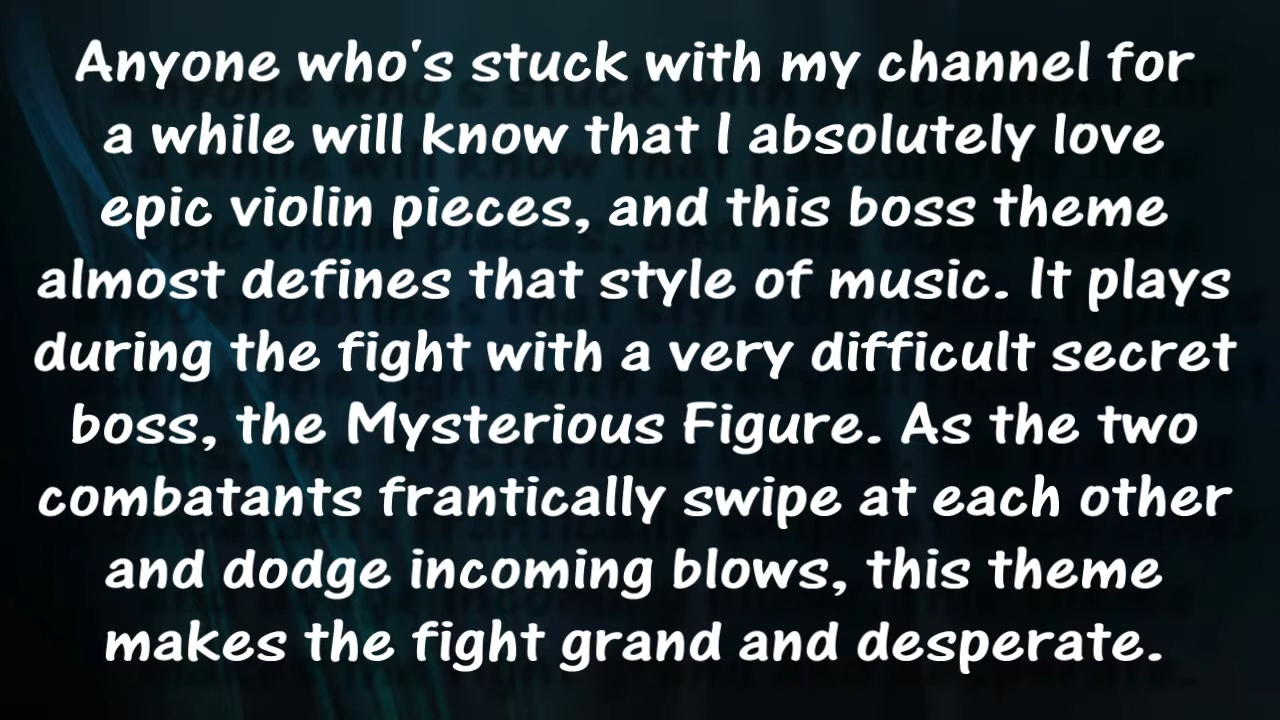 Anyone who's stuck with my channel for
a while will know that I absolutely love
epic violin pieces, and this boss theme
almost defines that style of music. It plays
during the fight with a very difficult secret
boss, the Mysterious Figure. As the two
combatants frantically swipe at each other
and dodge incoming blows, this theme
makes the fight grand and desperate.